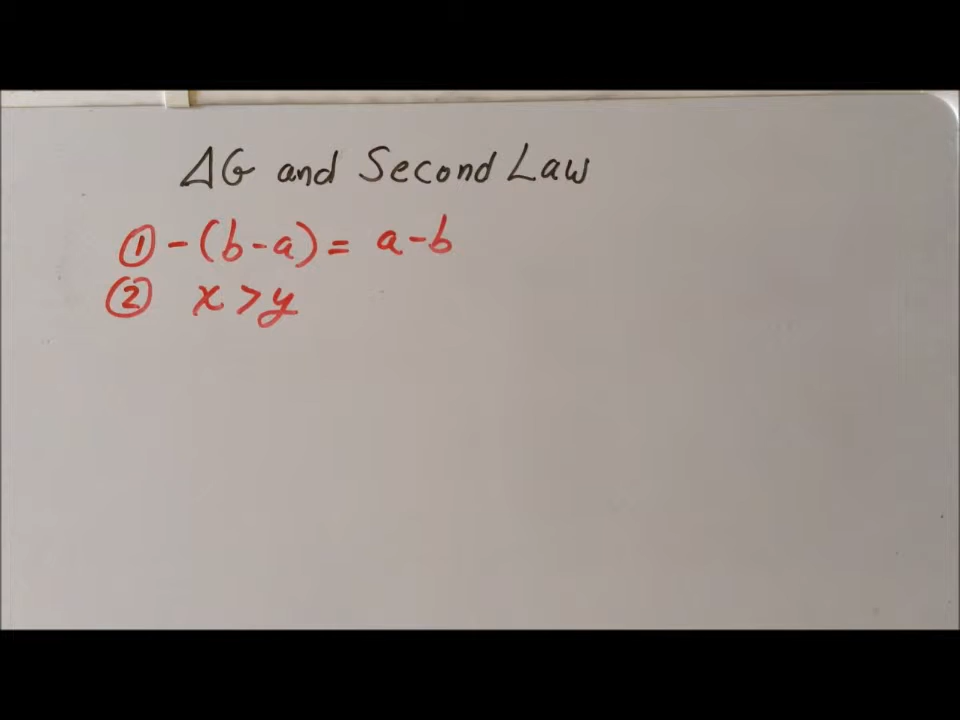 ΔG and Second Law
① -(b-a) = a-b
② x > y